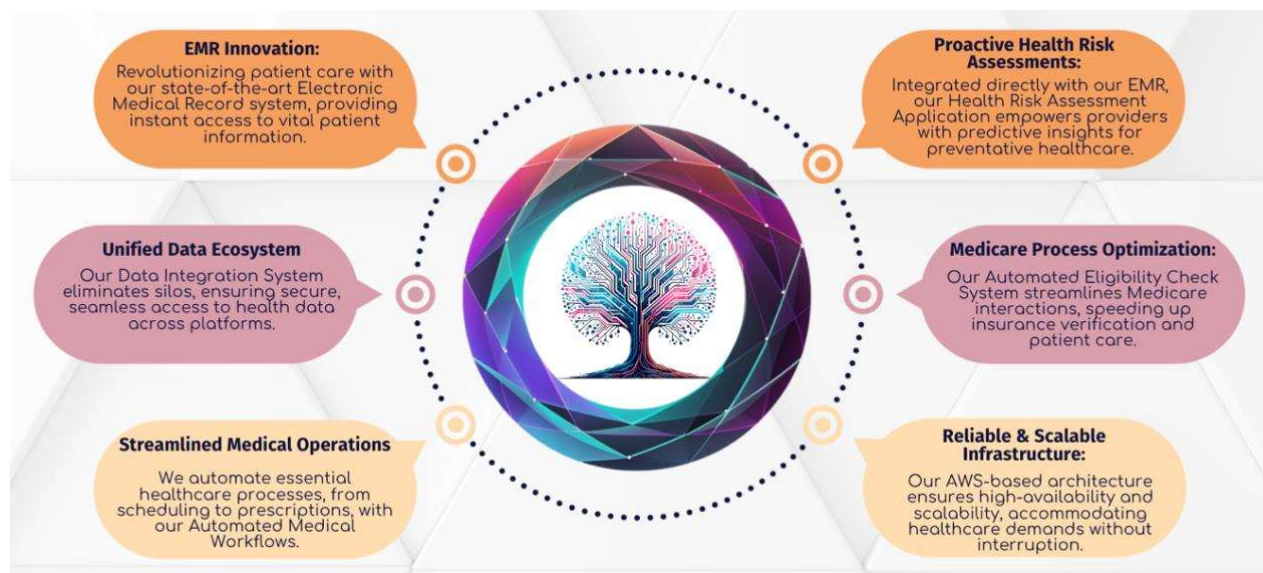 EMR Innovation:
Revolutionizing patient care with
our state-of-the-art Electronic
Medical Record system, providing
instant access to vital patient
information.
Proactive Health Risk
Assessments:
Integrated directly with our EMR,
our Health Risk Assessment
Application empowers providers
with predictive insights for
preventative healthcare.
Unified Data Ecosystem
Our Data Integration System
eliminates silos, ensuring secure,
seamless access to health data
across platforms.
Medicare Process Optimization:
Our Automated Eligibility Check
System streamlines Medicare
interactions, speeding up
insurance verification and
patient care.
Streamlined Medical Operations
We automate essential
healthcare processes, from
scheduling to prescriptions, with
our Automated Medical
Workflows.
Reliable & Scalable
Infrastructure:
Our AWS-based architecture
ensures high-availability and
scalability, accommodating
healthcare demands without
interruption.